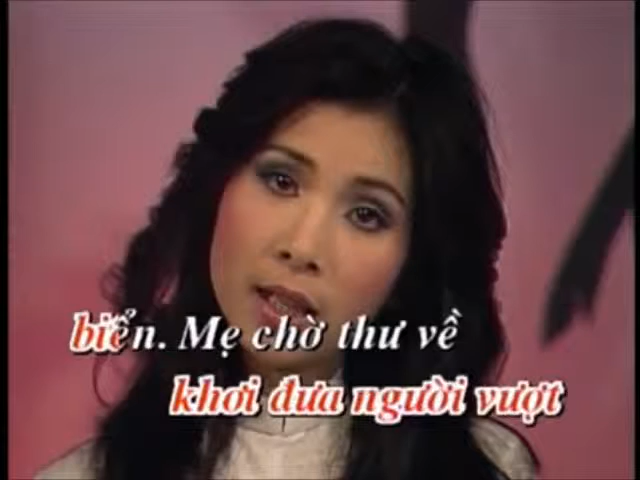 biển. Mẹ chờ thư về
khơi đưa người vượt